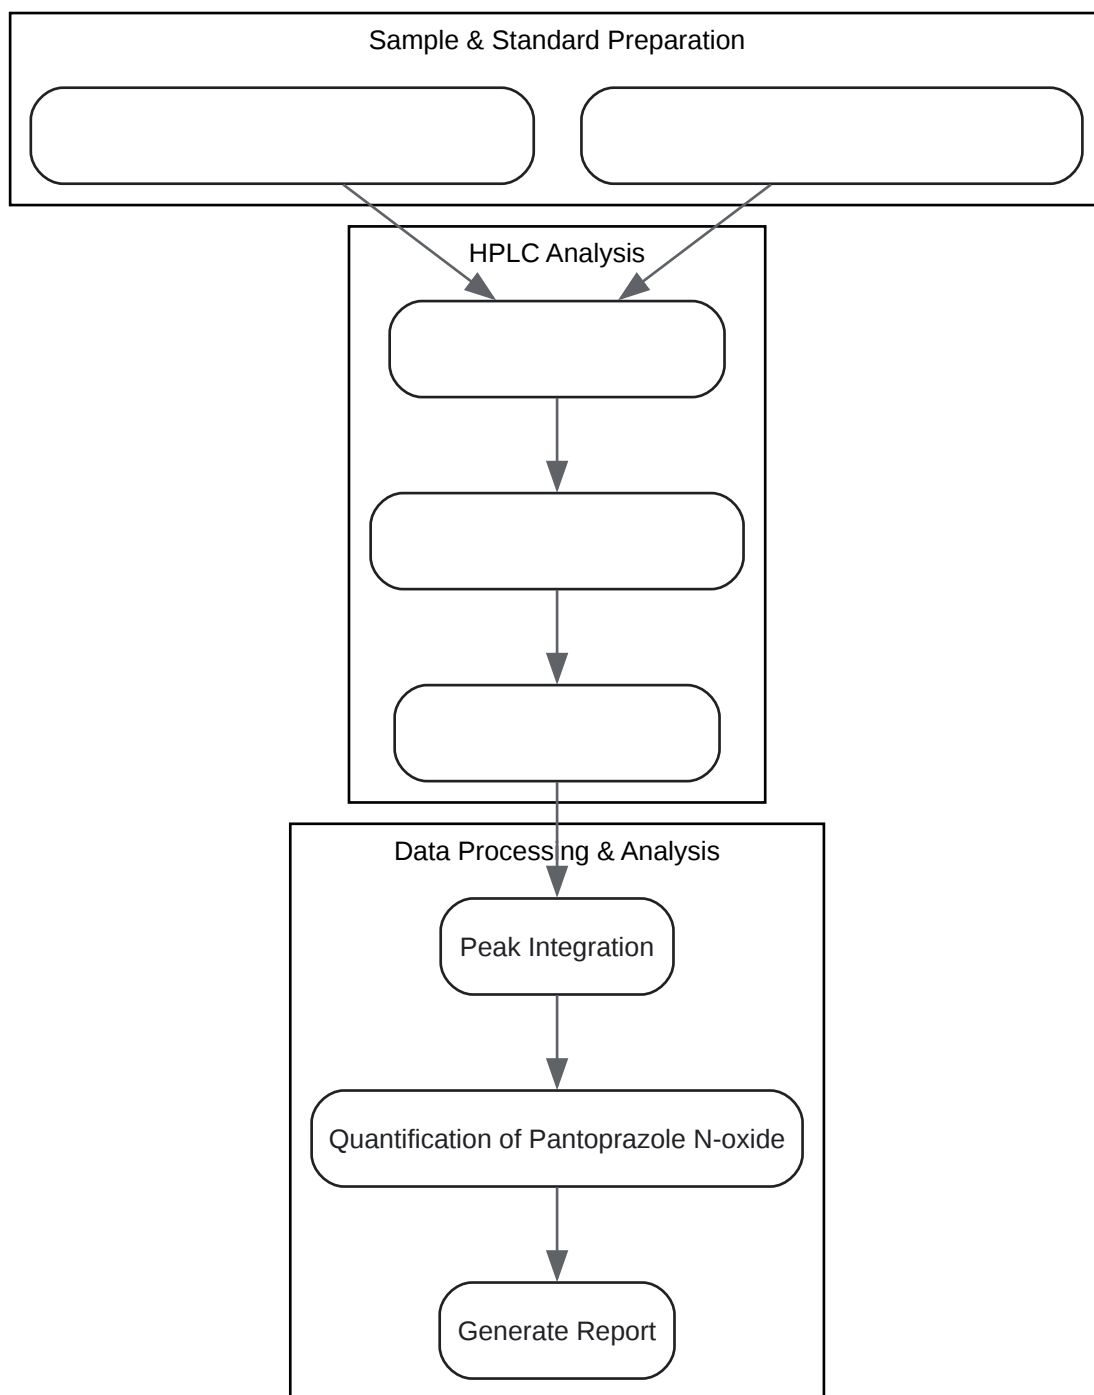 Sample & Standard Preparation
HPLC Analysis
Data Processing & Analysis
Peak Integration
Quantification of Pantoprazole N-oxide
Generate Report